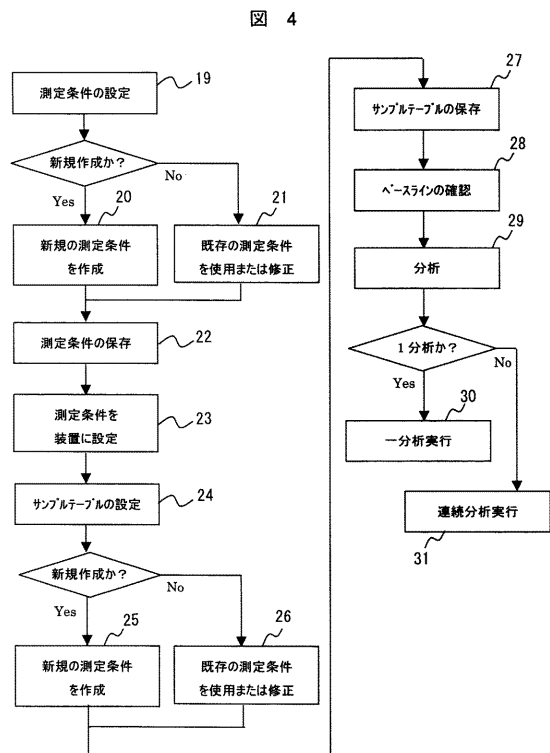 図 4
測定条件の設定
19
新規作成か?
Yes
No
20
新規の測定条件
を作成
21
既存の測定条件
を使用または修正
測定条件の保存
22
測定条件を
装置に設定
23
サンプルテーブルの設定
24
新規作成か?
Yes
No
25
新規の測定条件
を作成
26
既存の測定条件
を使用または修正
27
サンプルテーブルの保存
28
ベースラインの確認
29
分析
1分析か?
Yes
No
30
一分析実行
連続分析実行
31